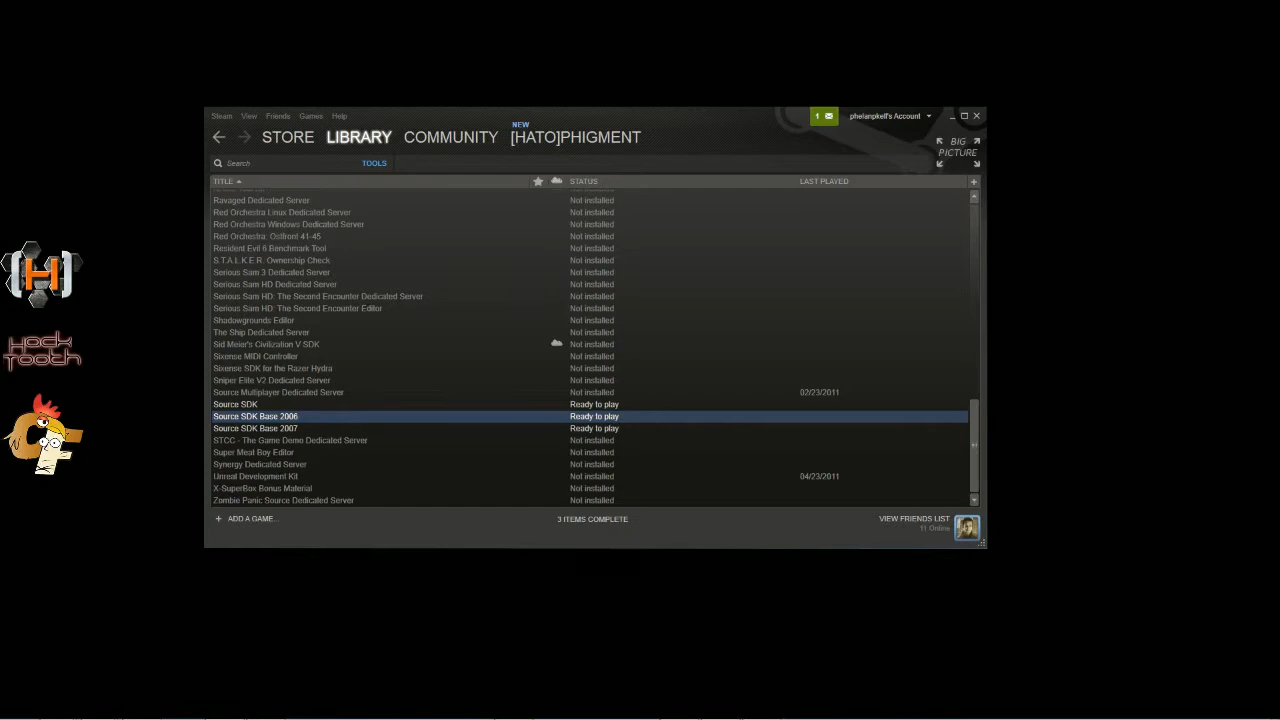 Steam View Friends Games Help
1 phelanpkell's Account
NEW
STORE LIBRARY COMMUNITY [HATO]PHIGMENT
BIG
PICTURE
Search TOOLS
TITLE STATUS LAST PLAYED
Ravaged Dedicated Server Not installed
Red Orchestra Linux Dedicated Server Not installed
Red Orchestra Windows Dedicated Server Not installed
Red Orchestra: Ostfront 41-45 Not installed
Resident Evil 6 Benchmark Tool Not installed
S.T.A.L.K.E.R. Ownership Check Not installed
Serious Sam 3 Dedicated Server Not installed
Serious Sam HD Dedicated Server Not installed
Serious Sam HD: The Second Encounter Dedicated Server Not installed
Serious Sam HD: The Second Encounter Editor Not installed
Shadowgrounds Editor Not installed
The Ship Dedicated Server Not installed
Sid Meier's Civilization V SDK Not installed
Sixense MIDI Controller Not installed
Sixense SDK for the Razer Hydra Not installed
Sniper Elite V2 Dedicated Server Not installed
Source Multiplayer Dedicated Server Not installed 02/23/2011
Source SDK Ready to play
Source SDK Base 2006 Ready to play
Source SDK Base 2007 Ready to play
STCC - The Game Demo Dedicated Server Not installed
Super Meat Boy Editor Not installed
Synergy Dedicated Server Not installed
Unreal Development Kit Not installed 04/23/2011
X-SuperBox Bonus Material Not installed
Zombie Panic Source Dedicated Server Not installed
+ ADD A GAME... 3 ITEMS COMPLETE VIEW FRIENDS LIST
11 Online
[H]
Hock
Tooth
CF